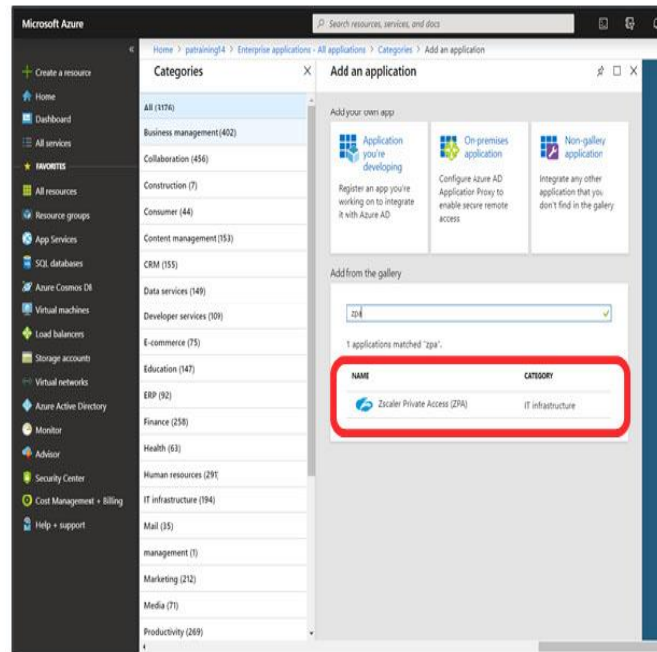 Microsoft Azure
Search resources, services, and docs
«
Home > patraining14 > Enterprise applications - All applications > Categories > Add an application
Create a resource
Home
Dashboard
All services
FAVORITES
All resources
Resource groups
App Services
SQL databases
Azure Cosmos DB
Virtual machines
Load balancers
Storage accounts
Virtual networks
Azure Active Directory
Monitor
Advisor
Security Center
Cost Management + Billing
Help + support
Categories
All (3176)
Business management(402)
Collaboration (456)
Construction (7)
Consumer (44)
Content management(153)
CRM (155)
Data services (149)
Developer services (109)
E-commerce (75)
Education (147)
ERP (92)
Finance (258)
Health (63)
Human resources (291)
IT infrastructure (194)
Mail (35)
management (1)
Marketing (212)
Media (71)
Productivity (269)
Add an application
Add your own app
Application
you're
developing
Register an app you're
working on to integrate
it with Azure AD
On-premises
application
Configure Azure AD
Application Proxy to
enable secure remote
access
Non-gallery
application
Integrate any other
application that you
don't find in the gallery
Add from the gallery
zpa
1 applications matched "zpa".
NAME CATEGORY
Zscaler Private Access (ZPA) IT infrastructure